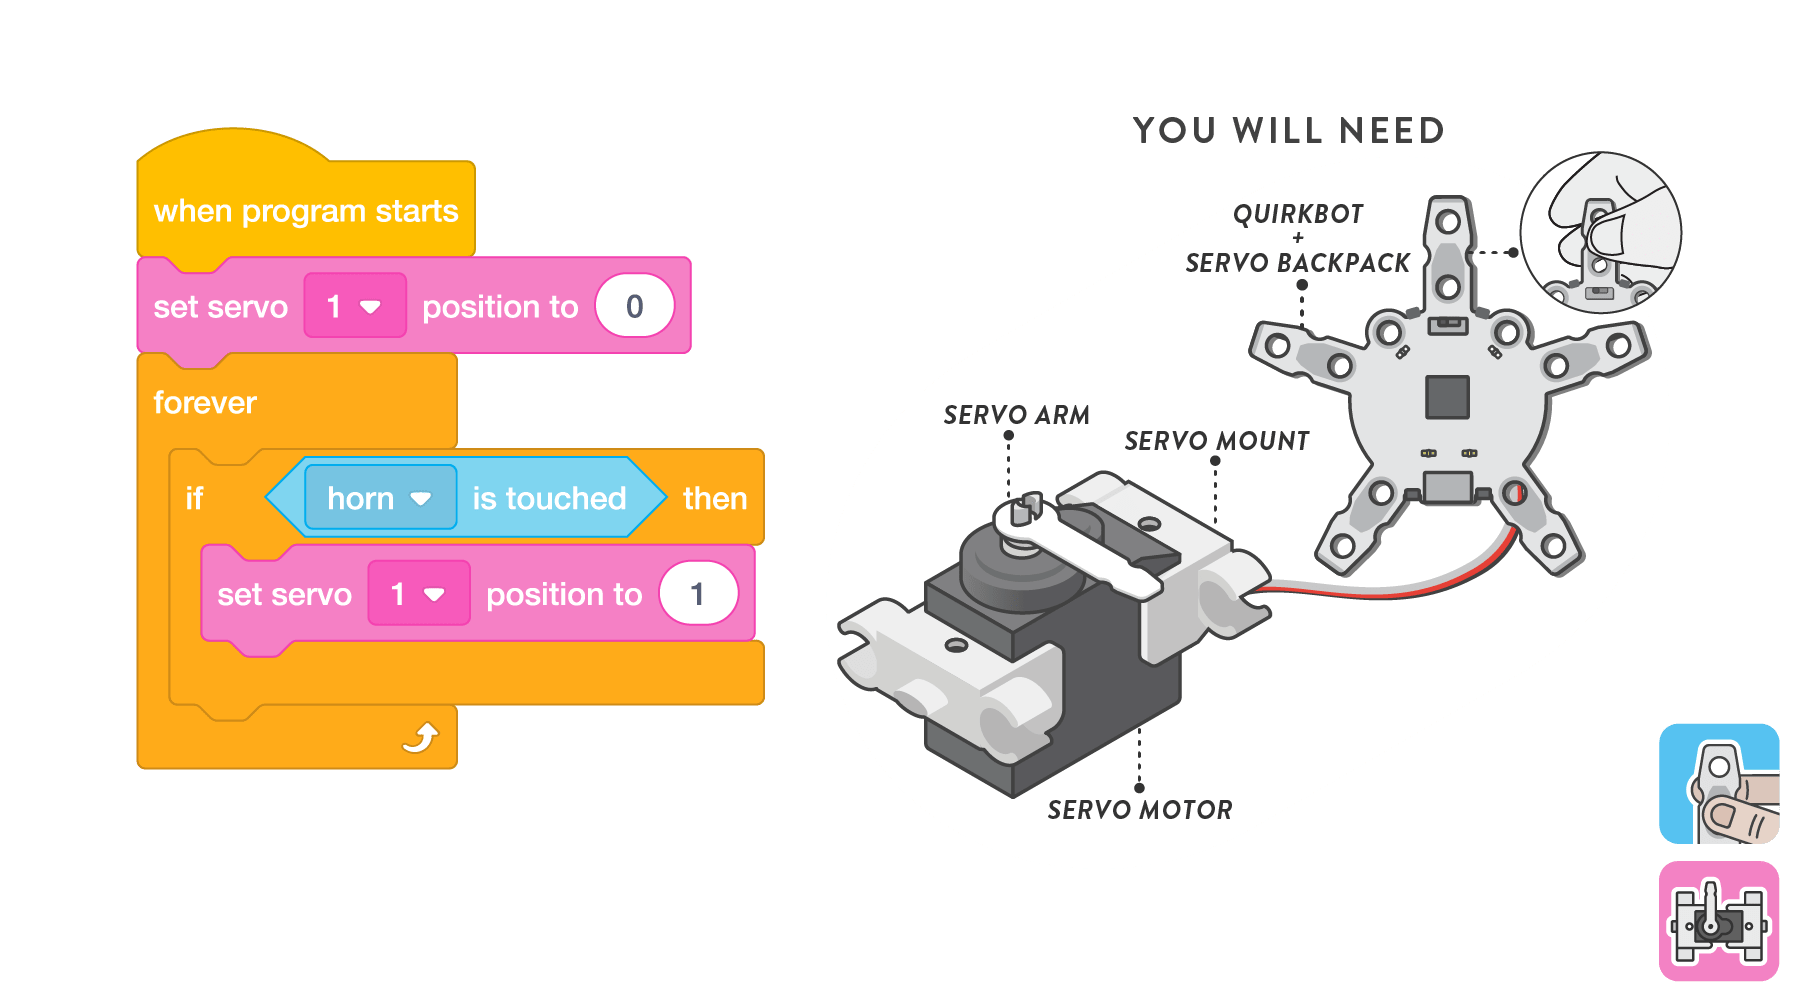 when program starts
set servo 1 position to 0
forever
if horn is touched then
set servo 1 position to 1
YOU WILL NEED
QUIRKBOT
+
SERVO BACKPACK
SERVO ARM
SERVO MOUNT
SERVO MOTOR